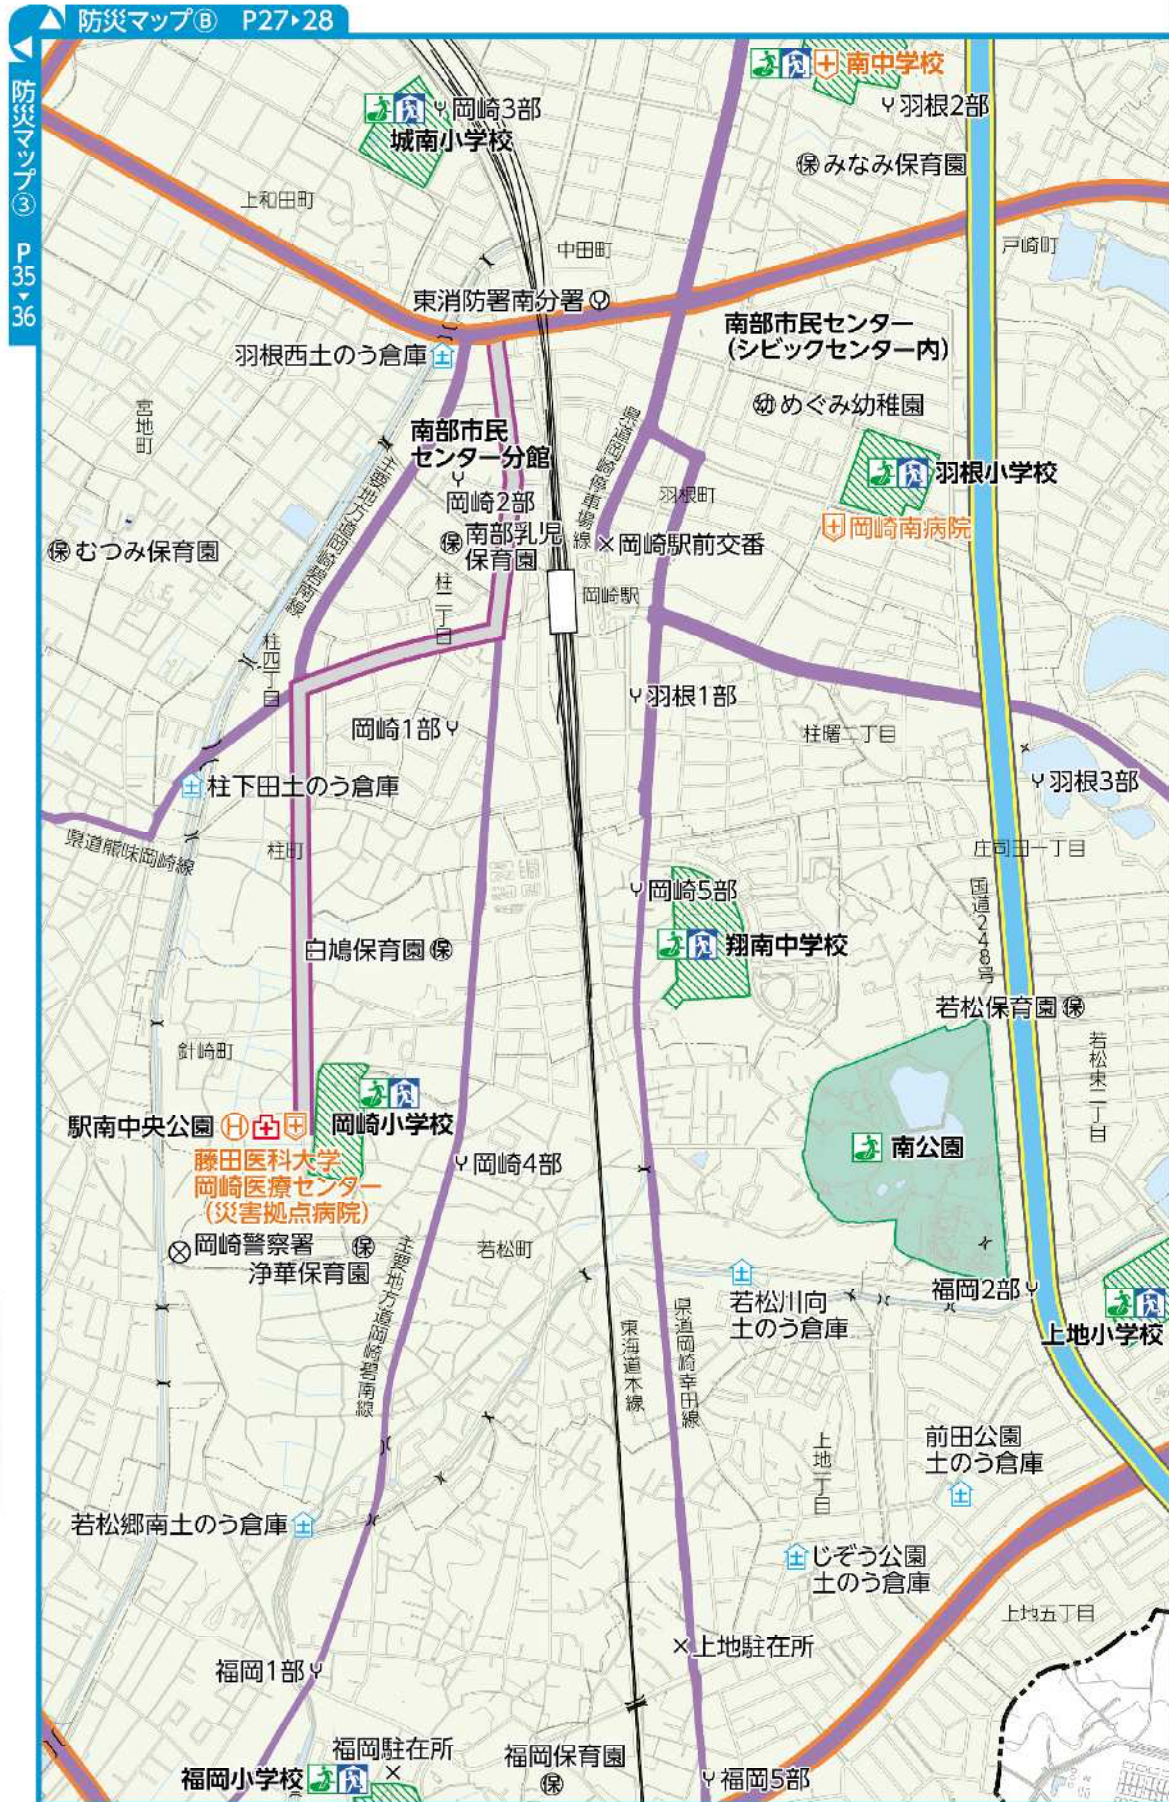 防災マップⒷ P27▸28
防災マップ③ P35▸36
南中学校
岡崎3部
羽根2部
城南小学校
保みなみ保育園
上和田町
中田町
戸崎町
東消防署南分署
南部市民センター
(シビックセンター内)
羽根西土のう倉庫
幼めぐみ幼稚園
宮地町
県道岡崎停車場線
南部市民
センター分館
主要地方道岡崎碧南線
羽根小学校
岡崎2部
羽根町
岡崎南病院
保むつみ保育園
保南部乳児
保育園
岡崎駅前交番
柱二丁目
岡崎駅
柱四丁目
羽根1部
岡崎1部
柱曙二丁目
羽根3部
柱下田土のう倉庫
県道熊味岡崎線
柱町
庄司田一丁目
岡崎5部
国道248号
白鳩保育園保
翔南中学校
若松保育園保
針崎町
若松東二丁目
駅南中央公園H
岡崎小学校
南公園
藤田医科大学
岡崎医療センター
(災害拠点病院)
岡崎4部
岡崎警察署
保
浄華保育園
主要地方道岡崎碧南線
若松町
福岡2部
若松川向
土のう倉庫
県道岡崎幸田線
東海道本線
上地小学校
前田公園
土のう倉庫
上地一丁目
若松郷南土のう倉庫
じぞう公園
土のう倉庫
上地五丁目
上地駐在所
福岡1部
福岡駐在所
福岡保育園
保
福岡小学校
福岡5部